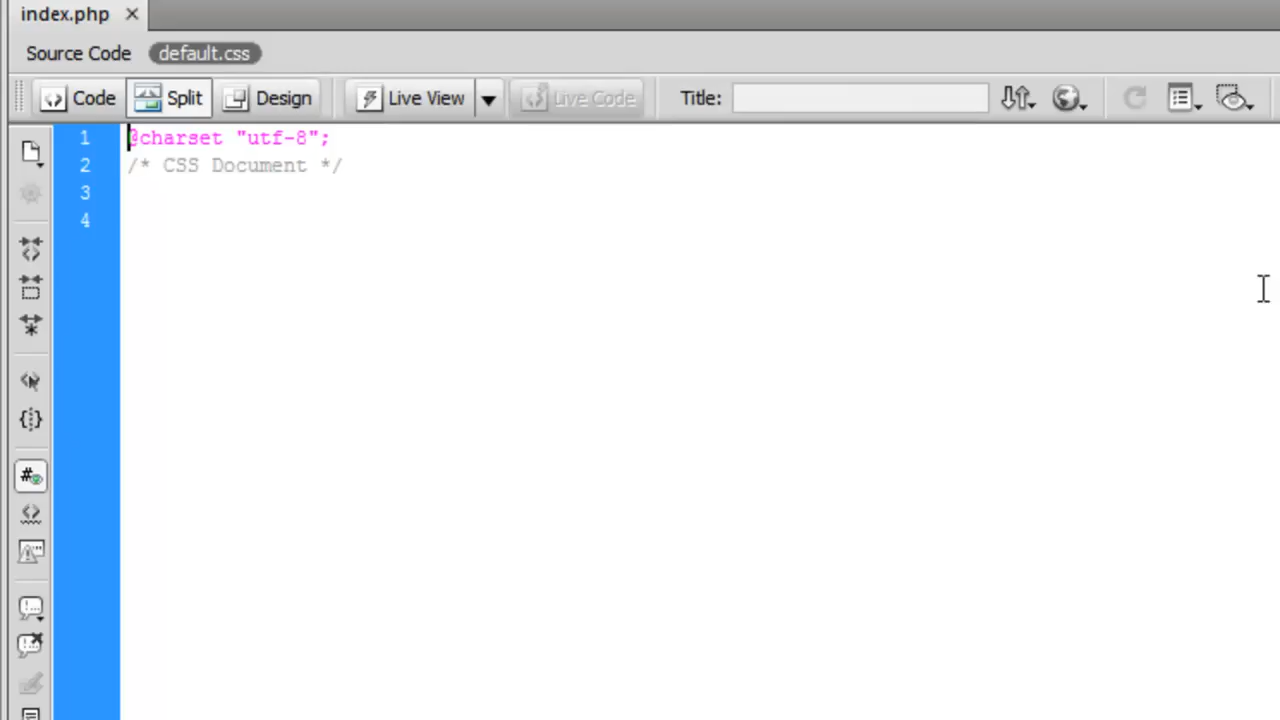 index.php ×
Source Code default.css
Code Split Design Live View Live Code Title:
1 @charset "utf-8";
2 /* CSS Document */
3
4